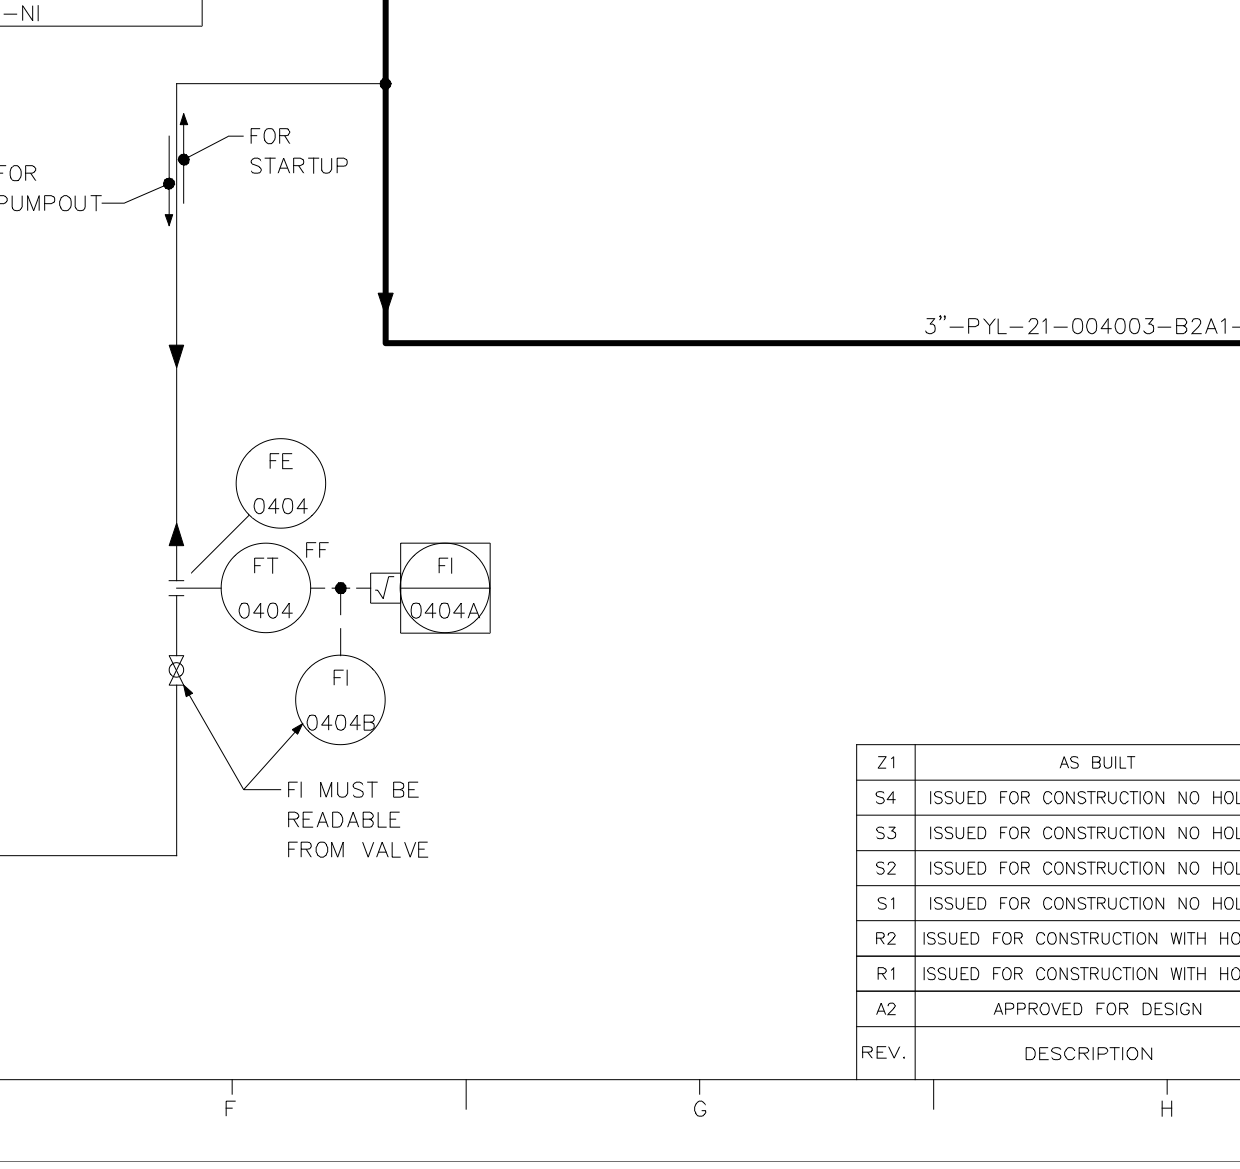 -NI
FOR
STARTUP
FOR
PUMPOUT
3"-PYL-21-004003-B2A1-
FE
0404
FF
FT
0404
√
FI
0404A
FI
0404B
FI MUST BE
READABLE
FROM VALVE
Z1 AS BUILT
S4 ISSUED FOR CONSTRUCTION NO HOL
S3 ISSUED FOR CONSTRUCTION NO HOL
S2 ISSUED FOR CONSTRUCTION NO HOL
S1 ISSUED FOR CONSTRUCTION NO HOL
R2 ISSUED FOR CONSTRUCTION WITH HO
R1 ISSUED FOR CONSTRUCTION WITH HO
A2 APPROVED FOR DESIGN
REV. DESCRIPTION
F G H